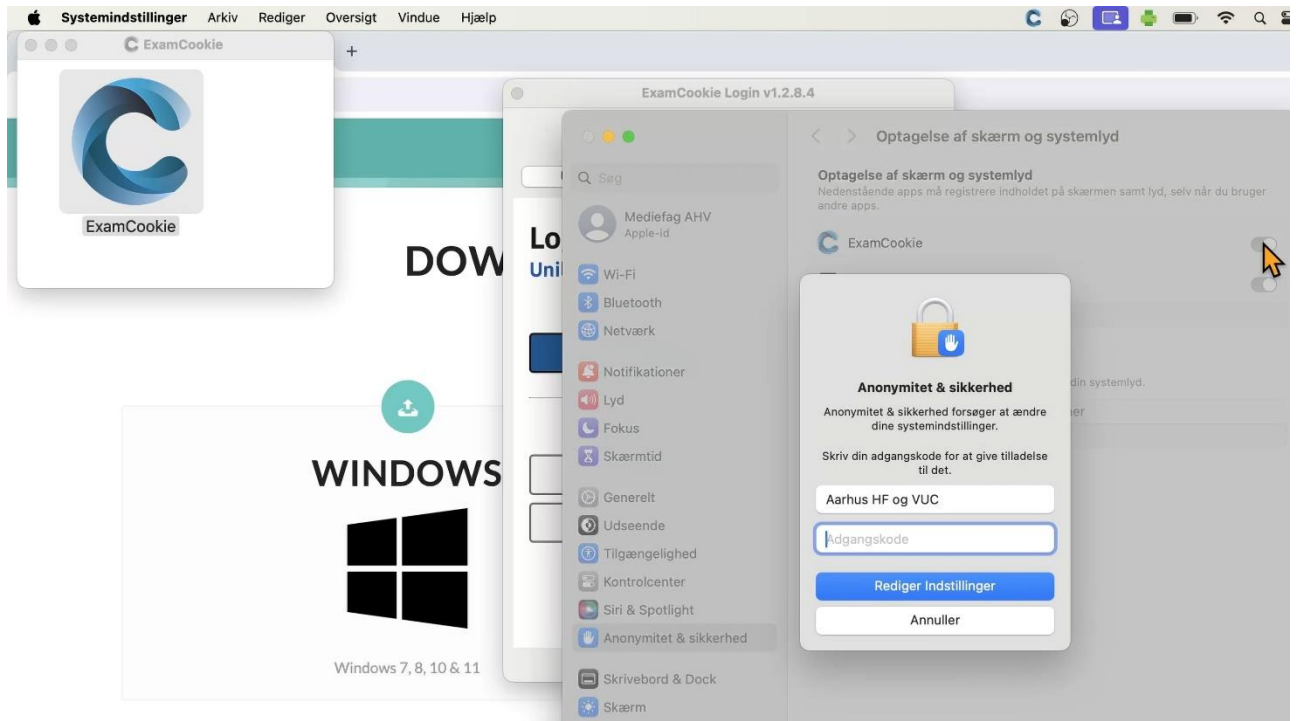 Systemindstillinger Arkiv Rediger Oversigt Vindue Hjælp
ExamCookie
ExamCookie
DOW
WINDOWS
Windows 7, 8, 10 & 11
ExamCookie Login v1.2.8.4
Lo
Uni
Søg
Mediefag AHV
Apple-id
Wi-Fi
Bluetooth
Netværk
Notifikationer
Lyd
Fokus
Skærmtid
Generelt
Udseende
Tilgængelighed
Kontrolcenter
Siri & Spotlight
Anonymitet & sikkerhed
Skrivebord & Dock
Skærm
Optagelse af skærm og systemlyd
Optagelse af skærm og systemlyd
Nedenstående apps må registrere indholdet på skærmen samt lyd, selv når du bruger
andre apps.
ExamCookie
din systemlyd.
Anonymitet & sikkerhed
Anonymitet & sikkerhed forsøger at ændre
dine systemindstillinger.
Skriv din adgangskode for at give tilladelse
til det.
Aarhus HF og VUC
Adgangskode
Rediger Indstillinger
Annuller